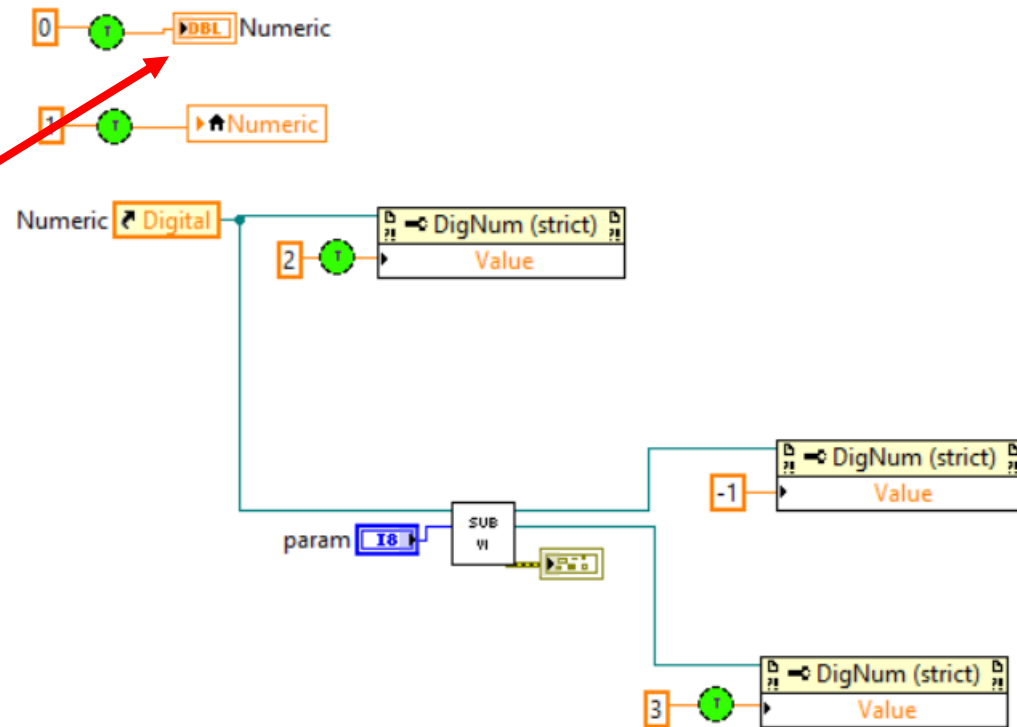 0 T DBL Numeric
1 T Numeric
Numeric Digital
DigNum (strict)
2 T Value
DigNum (strict)
-1 Value
param I8
SUB
VI
DigNum (strict)
3 T Value